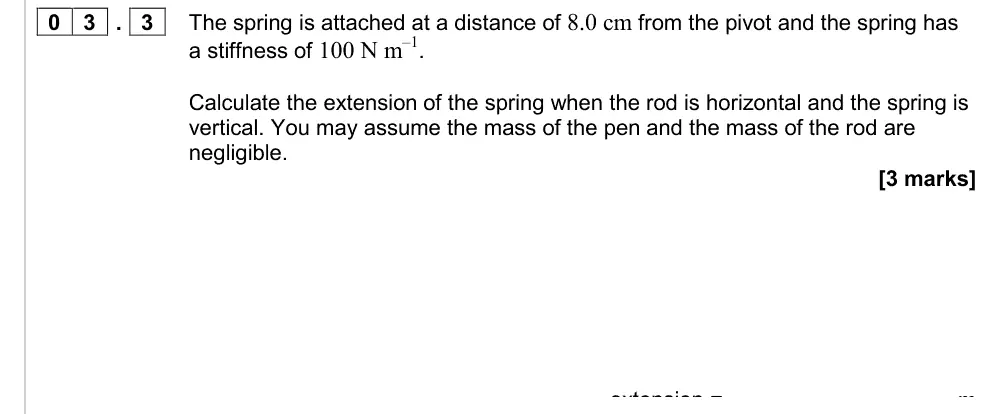 0 3 . 3 The spring is attached at a distance of 8.0 cm from the pivot and the spring has
a stiffness of 100 N m⁻¹.
Calculate the extension of the spring when the rod is horizontal and the spring is
vertical. You may assume the mass of the pen and the mass of the rod are
negligible.
[3 marks]